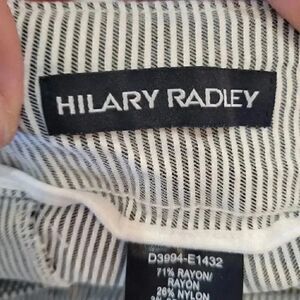 HILARY RADLEY
D3994-E1432
71% RAYON/
RAYON
26% NYLON